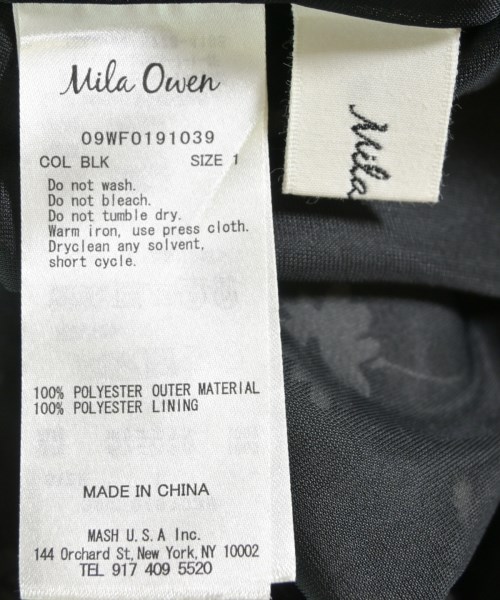 Mila Owen
09WF0191039
COL BLK SIZE 1
Do not wash.
Do not bleach.
Do not tumble dry.
Warm iron, use press cloth.
Dryclean any solvent,
short cycle.
100% POLYESTER OUTER MATERIAL
100% POLYESTER LINING
MADE IN CHINA
MASH U.S.A Inc.
144 Orchard St, New York, NY 10002
TEL 917 409 5520
Mila